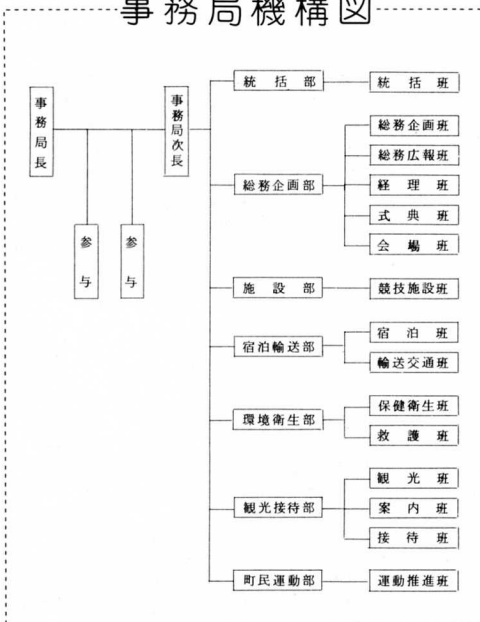 事務局機構図
事務局長
事務局次長
参与
参与
統括部
統括班
総務企画部
総務企画班
総務広報班
経理班
式典班
会場班
施設部
競技施設班
宿泊輸送部
宿泊班
輸送交通班
環境衛生部
保健衛生班
救護班
観光接待部
観光班
案内班
接待班
町民運動部
運動推進班